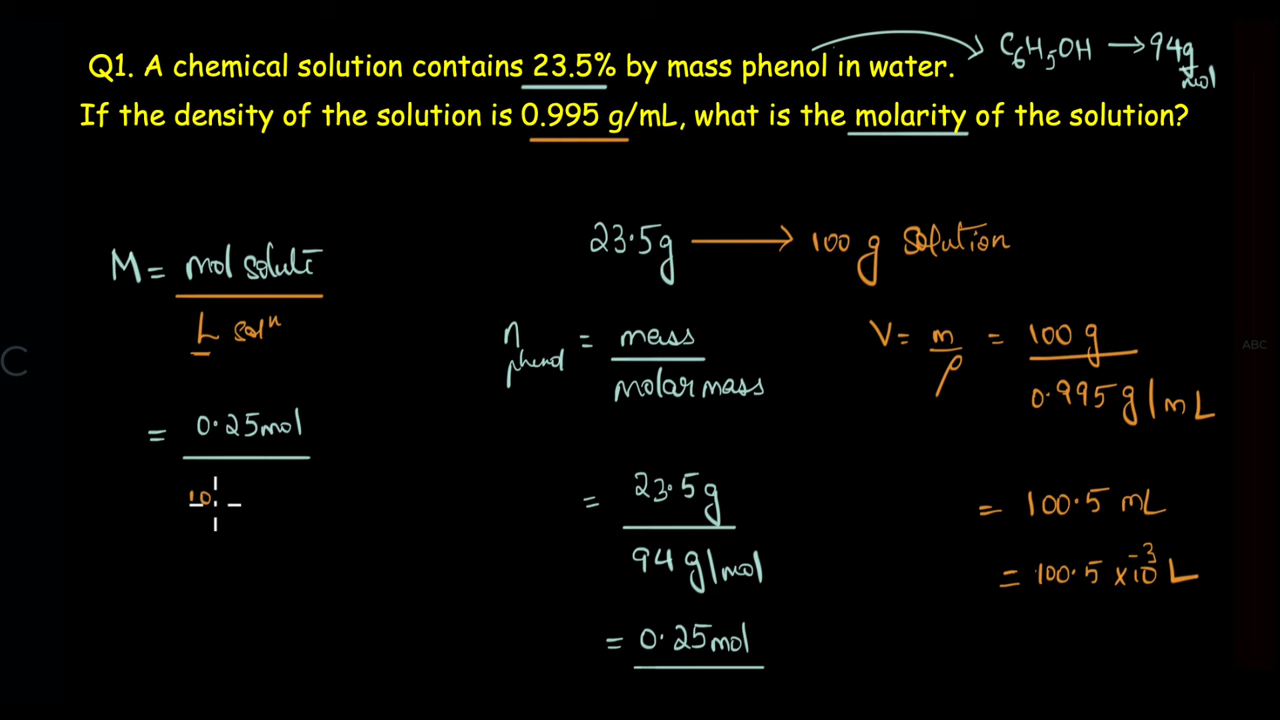 Q1. A chemical solution contains 23.5% by mass phenol in water. → C₆H₅OH → 94g/mol
If the density of the solution is 0.995 g/mL, what is the molarity of the solution?
23.5g → 100 g solution
M = mol solute / L solⁿ
= 0.25mol / 10
n phenol = mass / molar mass
= 23.5g / 94 g/mol
= 0.25mol
V = m / ρ = 100 g / 0.995 g/mL
= 100.5 mL
= 100.5 × 10⁻³ L
C
ABC